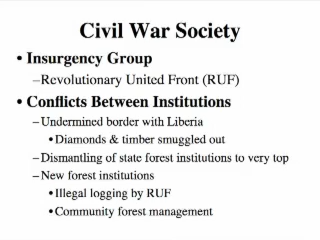 Civil War Society
• Insurgency Group
–Revolutionary United Front (RUF)
• Conflicts Between Institutions
–Undermined border with Liberia
•Diamonds & timber smuggled out
–Dismantling of state forest institutions to very top
–New forest institutions
•Illegal logging by RUF
•Community forest management